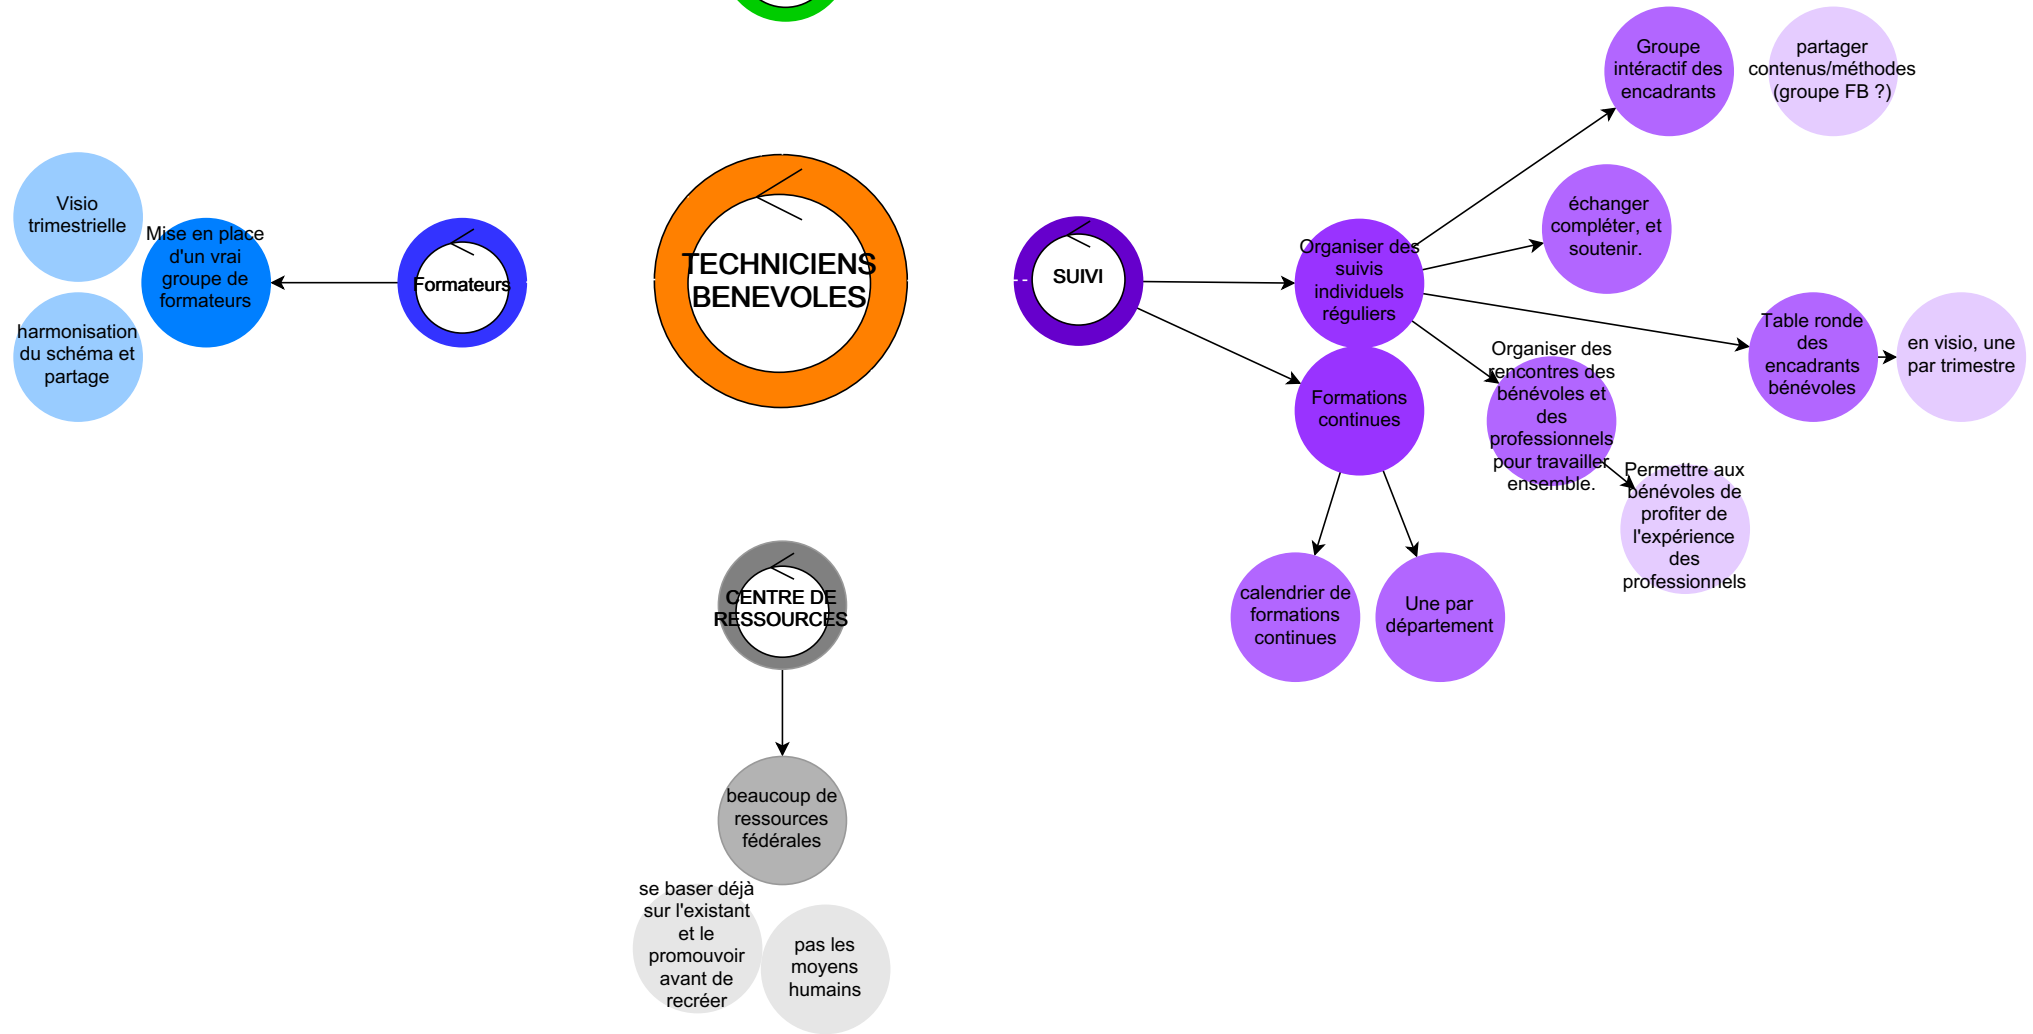 Groupe
intéractif des
encadrants
partager
contenus/méthodes
(groupe FB ?)
Visio
trimestrielle
Mise en place
d'un vrai
groupe de
formateurs
harmonisation
du schéma et
partage
Formateurs
TECHNICIENS
BENEVOLES
SUIVI
Organiser des
suivis
individuels
réguliers
échanger
compléter, et
soutenir.
Table ronde
des
encadrants
bénévoles
en visio, une
par trimestre
Organiser des
rencontres des
bénévoles et
des
professionnels
pour travailler
ensemble.
Formations
continues
Permettre aux
bénévoles de
profiter de
l'expérience
des
professionnels
calendrier de
formations
continues
Une par
département
CENTRE DE
RESSOURCES
beaucoup de
ressources
fédérales
se baser déjà
sur l'existant
et le
promouvoir
avant de
recréer
pas les
moyens
humains